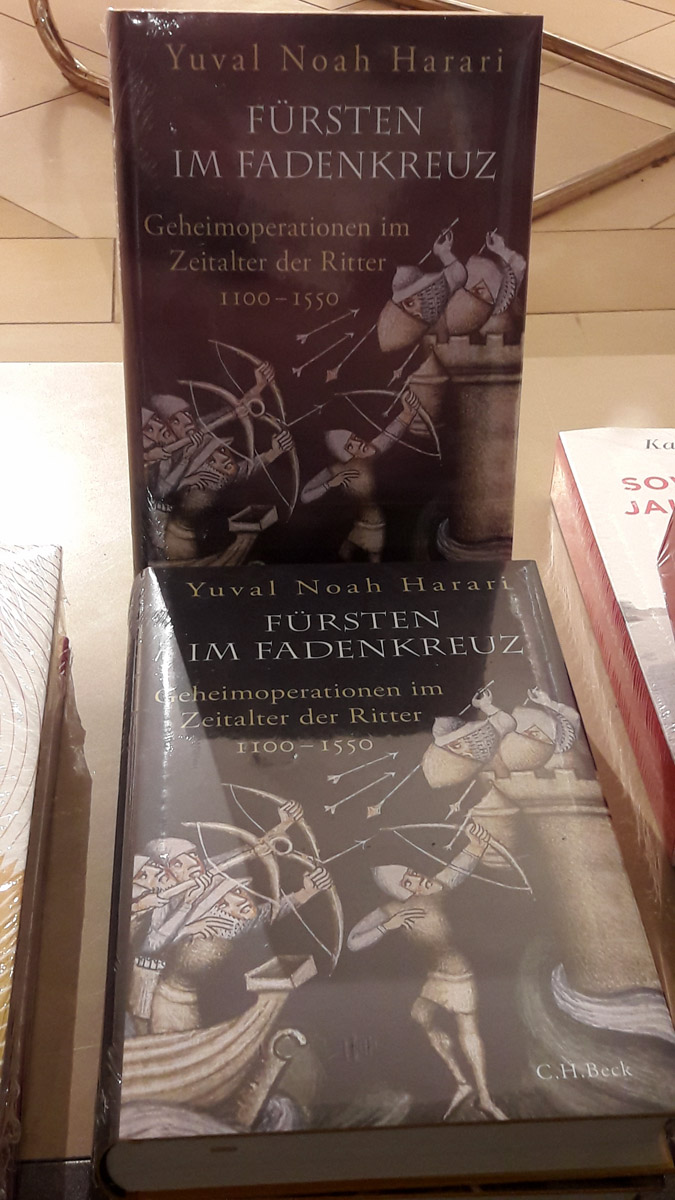 Yuval Noah Harari
FÜRSTEN
IM FADENKREUZ
Geheimoperationen im
Zeitalter der Ritter
1100–1550
Yuval Noah Harari
FÜRSTEN
IM FADENKREUZ
Geheimoperationen im
Zeitalter der Ritter
1100–1550
C.H.Beck